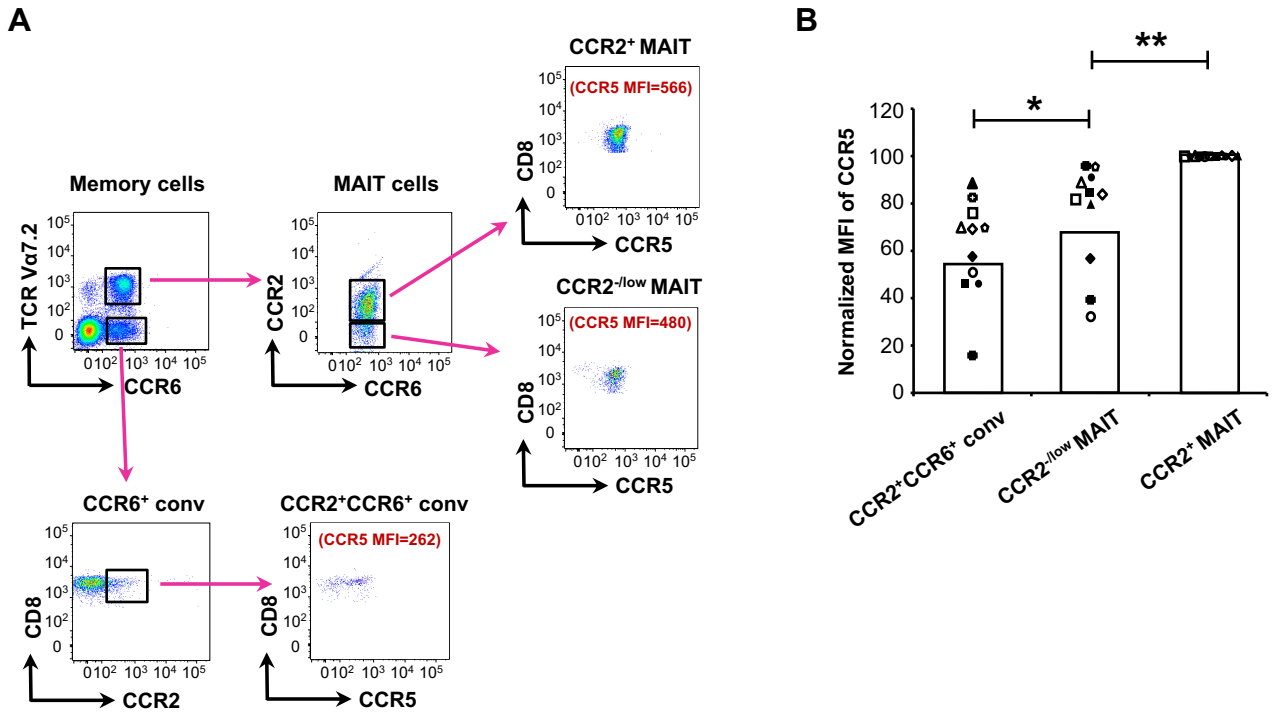 A
B
CCR2⁺ MAIT
(CCR5 MFI=566)
10⁵
10⁴
10³
10²
0
CD8
0 10² 10³ 10⁴ 10⁵
CCR5
Memory cells
10⁵
10⁴
10³
10²
0
TCR Vα7.2
0 10² 10³ 10⁴ 10⁵
CCR6
MAIT cells
10⁵
10⁴
10³
10²
0
CCR2
0 10² 10³ 10⁴ 10⁵
CCR6
CCR2⁻/low MAIT
(CCR5 MFI=480)
10⁵
10⁴
10³
10²
0
CD8
0 10² 10³ 10⁴ 10⁵
CCR5
CCR6⁺ conv
10⁵
10⁴
10³
10²
0
CD8
0 10² 10³ 10⁴ 10⁵
CCR2
CCR2⁺CCR6⁺ conv
(CCR5 MFI=262)
10⁵
10⁴
10³
10²
0
CD8
0 10² 10³ 10⁴ 10⁵
CCR5
**
*
Normalized MFI of CCR5
120
100
80
60
40
20
0
CCR2⁺CCR6⁺ conv
CCR2⁻/low MAIT
CCR2⁺ MAIT